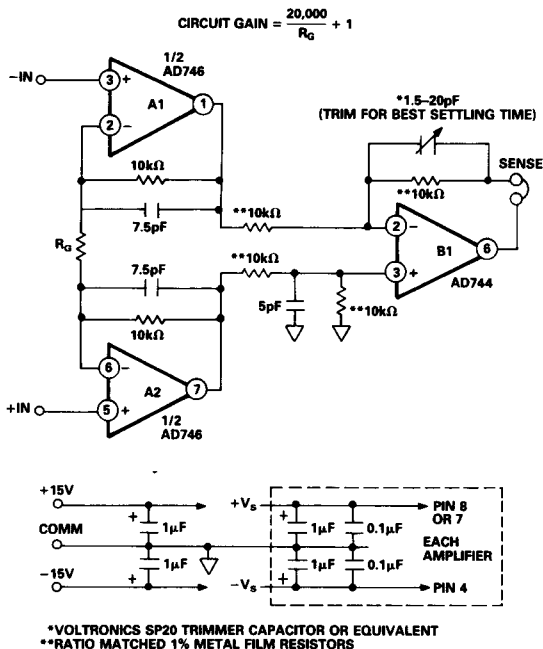 CIRCUIT GAIN = 20,000 / RG + 1
1/2
AD746
–IN
3 +
A1
1
2 –
*1.5–20pF
(TRIM FOR BEST SETTLING TIME)
10kΩ
SENSE
7.5pF
**10kΩ
**10kΩ
RG
2 –
B1
6
7.5pF
**10kΩ
3 +
AD744
10kΩ
5pF
**10kΩ
6 –
A2
7
+IN
5 +
1/2
AD746
+15V
+VS
PIN 8
OR 7
+
1μF
+
1μF
0.1μF
COMM
EACH
AMPLIFIER
1μF
+
1μF
+
0.1μF
–15V
–VS
PIN 4
*VOLTRONICS SP20 TRIMMER CAPACITOR OR EQUIVALENT
**RATIO MATCHED 1% METAL FILM RESISTORS